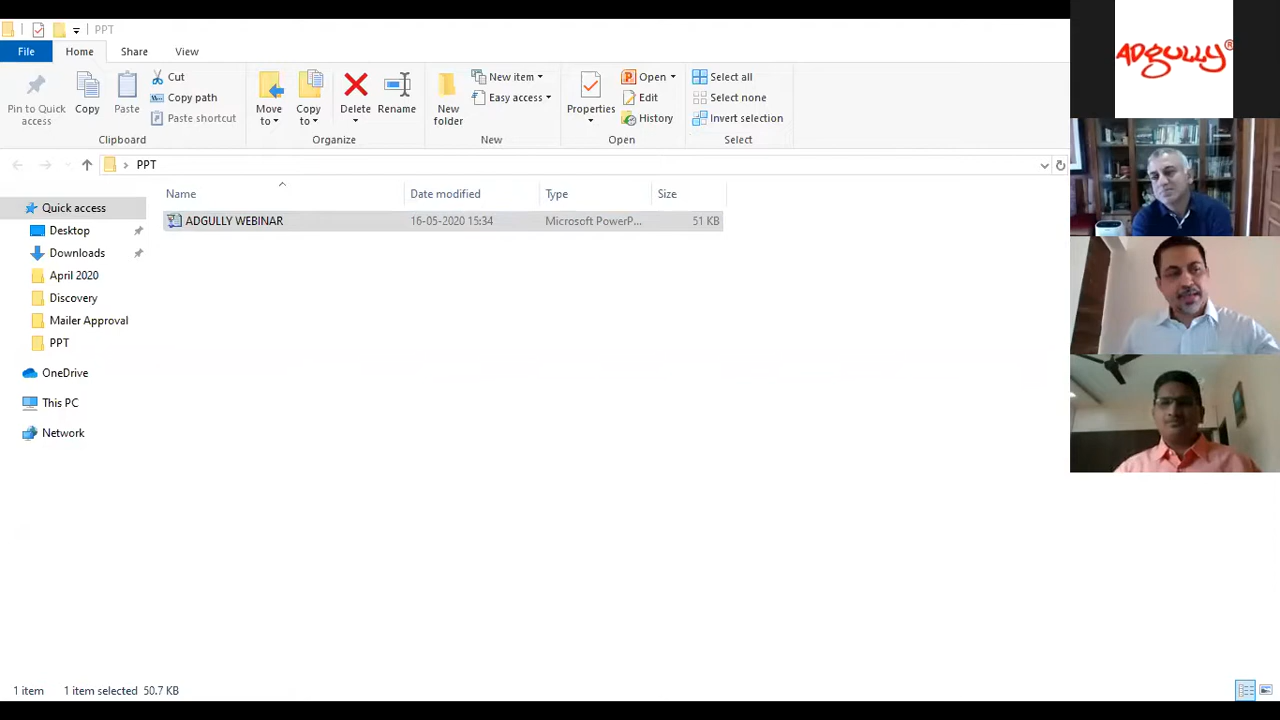 PPT
File
Home
Share
View
Pin to Quick access
Copy
Paste
Cut
Copy path
Paste shortcut
Clipboard
Move to
Copy to
Delete
Rename
Organize
New folder
New item
Easy access
New
Properties
Open
Edit
History
Open
Select all
Select none
Invert selection
Select
PPT
Name
Date modified
Type
Size
ADGULLY WEBINAR
16-05-2020 15:34
Microsoft PowerP...
51 KB
Quick access
Desktop
Downloads
April 2020
Discovery
Mailer Approval
PPT
OneDrive
This PC
Network
1 item
1 item selected 50.7 KB
ADGULLY®